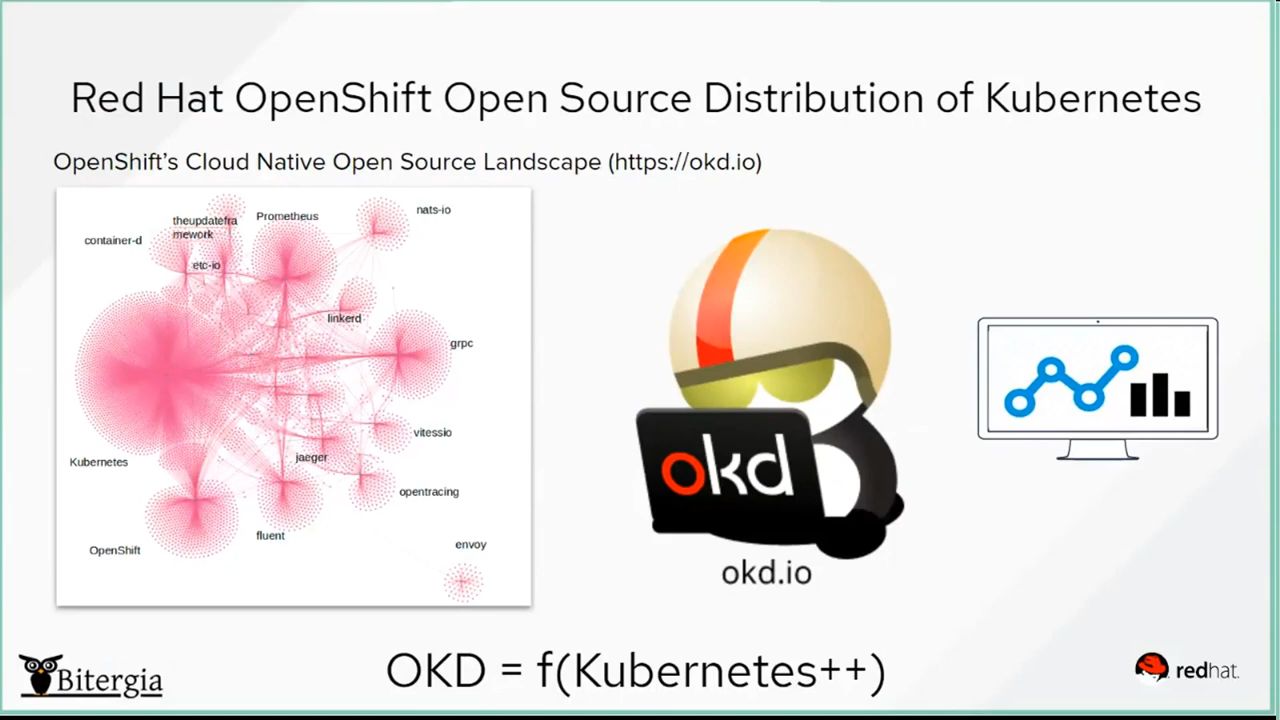 Red Hat OpenShift Open Source Distribution of Kubernetes
OpenShift's Cloud Native Open Source Landscape (https://okd.io)
theupdatefra
mework
Prometheus
nats-io
container-d
etc-io
linkerd
grpc
vitessio
jaeger
Kubernetes
opentracing
fluent
OpenShift
envoy
okd
okd.io
OKD = f(Kubernetes++)
Bitergia
redhat.